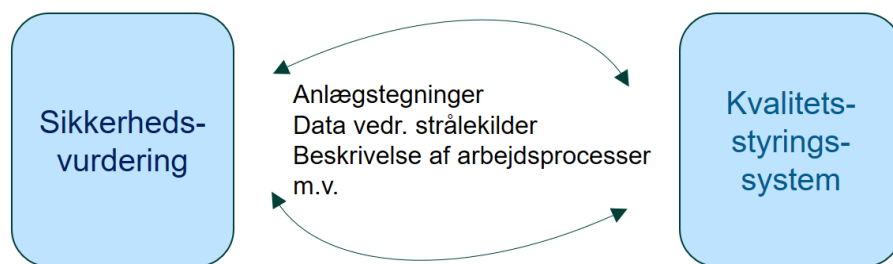 Sikkerheds-
vurdering
Anlægstegninger
Data vedr. strålekilder
Beskrivelse af arbejdsprocesser
m.v.
Kvalitets-
styrings-
system